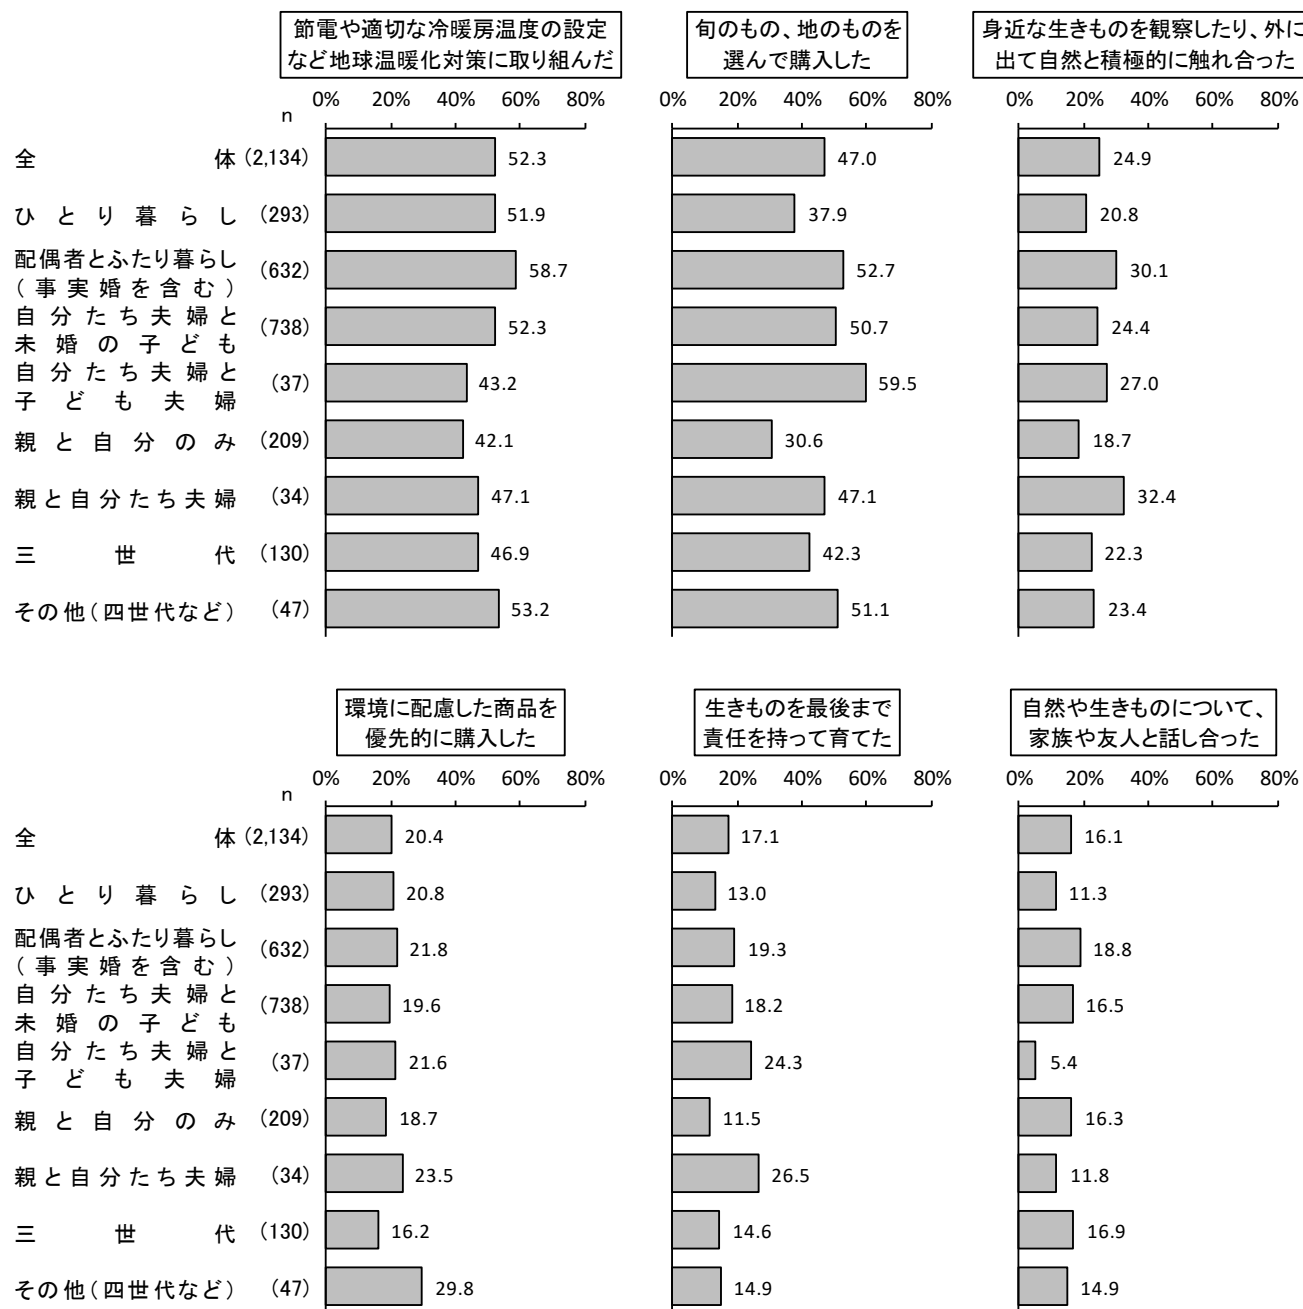 節電や適切な冷暖房温度の設定
など地球温暖化対策に取り組んだ
旬のもの、地のものを
選んで購入した
身近な生きものを観察したり、外に
出て自然と積極的に触れ合った
0% 20% 40% 60% 80% 0% 20% 40% 60% 80% 0% 20% 40% 60% 80%
n
全体 (2,134) 52.3 47.0 24.9
ひとり暮らし (293) 51.9 37.9 20.8
配偶者とふたり暮らし
(事実婚を含む) (632) 58.7 52.7 30.1
自分たち夫婦と
未婚の子ども (738) 52.3 50.7 24.4
自分たち夫婦と
子ども夫婦 (37) 43.2 59.5 27.0
親と自分のみ (209) 42.1 30.6 18.7
親と自分たち夫婦 (34) 47.1 47.1 32.4
三世代 (130) 46.9 42.3 22.3
その他(四世代など) (47) 53.2 51.1 23.4
環境に配慮した商品を
優先的に購入した
生きものを最後まで
責任を持って育てた
自然や生きものについて、
家族や友人と話し合った
0% 20% 40% 60% 80% 0% 20% 40% 60% 80% 0% 20% 40% 60% 80%
n
全体 (2,134) 20.4 17.1 16.1
ひとり暮らし (293) 20.8 13.0 11.3
配偶者とふたり暮らし
(事実婚を含む) (632) 21.8 19.3 18.8
自分たち夫婦と
未婚の子ども (738) 19.6 18.2 16.5
自分たち夫婦と
子ども夫婦 (37) 21.6 24.3 5.4
親と自分のみ (209) 18.7 11.5 16.3
親と自分たち夫婦 (34) 23.5 26.5 11.8
三世代 (130) 16.2 14.6 16.9
その他(四世代など) (47) 29.8 14.9 14.9